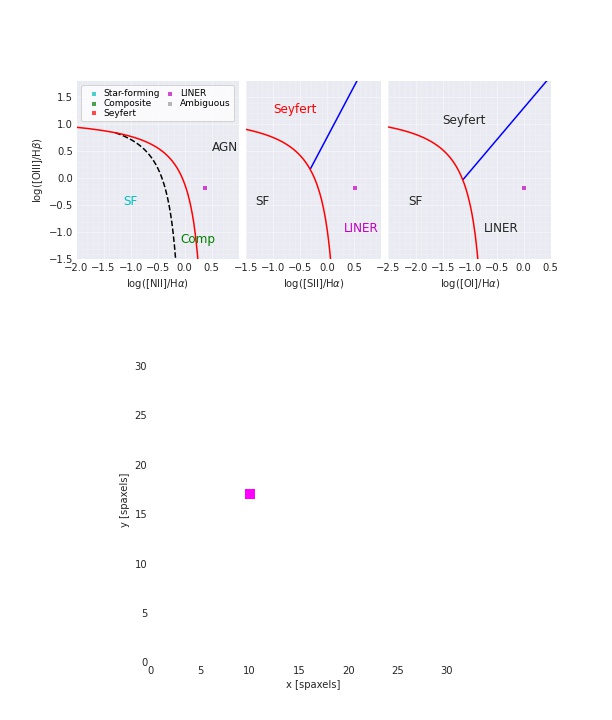 Star-forming
Composite
Seyfert
LINER
Ambiguous
1.5
1.0
0.5
0.0
−0.5
−1.0
−1.5
log([OIII]/Hβ)
AGN
SF
Comp
−2.0 −1.5 −1.0 −0.5 0.0 0.5
log([NII]/Hα)
Seyfert
SF
LINER
−1.0 −0.5 0.0 0.5
log([SII]/Hα)
Seyfert
SF
LINER
−2.5 −2.0 −1.5 −1.0 −0.5 0.0 0.5
log([OI]/Hα)
30
25
20
15
10
5
0
y [spaxels]
0 5 10 15 20 25 30
x [spaxels]